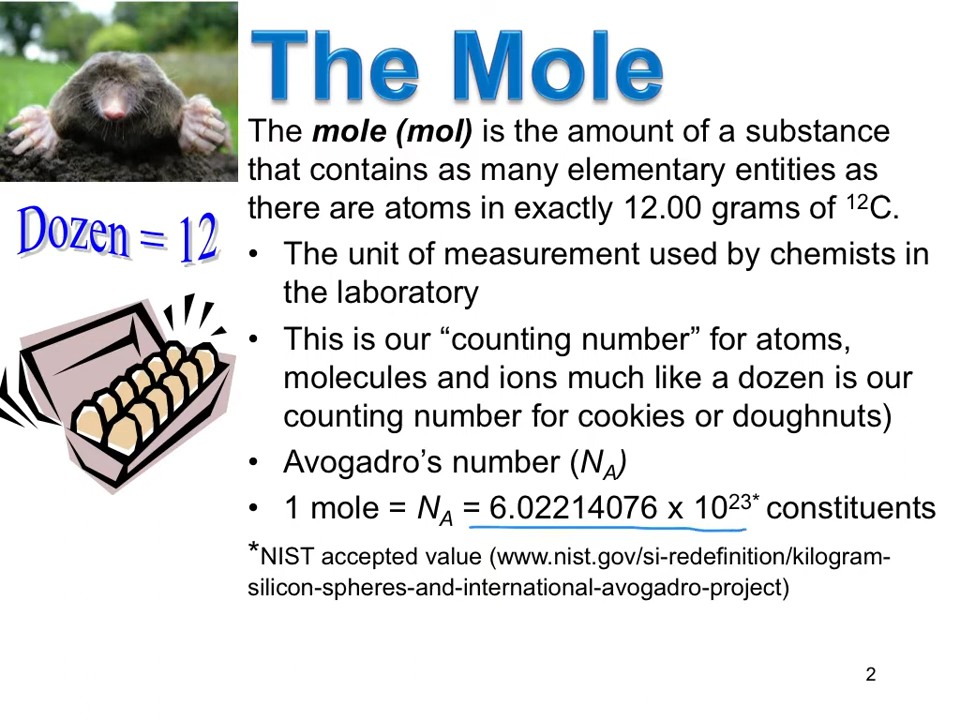 The Mole
The mole (mol) is the amount of a substance
that contains as many elementary entities as
there are atoms in exactly 12.00 grams of ¹²C.
Dozen = 12
• The unit of measurement used by chemists in
the laboratory
• This is our “counting number” for atoms,
molecules and ions much like a dozen is our
counting number for cookies or doughnuts)
• Avogadro’s number (N_A)
• 1 mole = N_A = 6.02214076 x 10²³* constituents
*NIST accepted value (www.nist.gov/si-redefinition/kilogram-
silicon-spheres-and-international-avogadro-project)
2